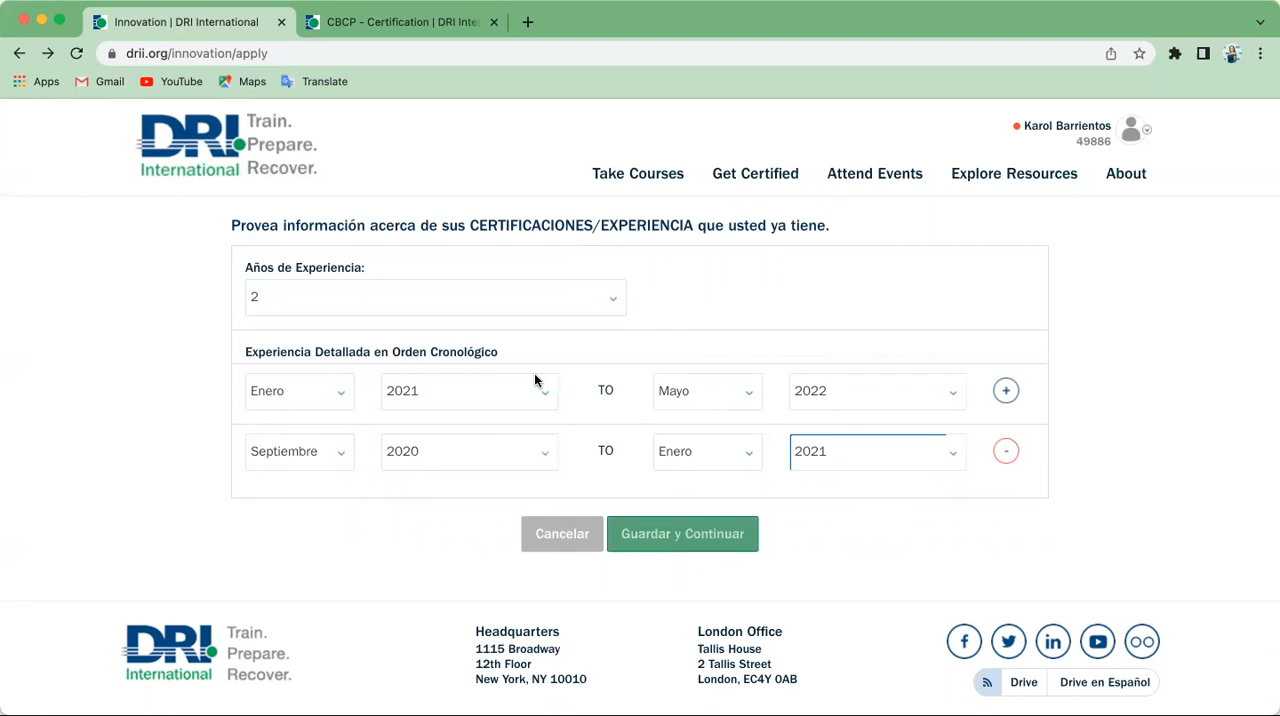 Innovation | DRI International
CBCP - Certification | DRI Inte
drii.org/innovation/apply
Apps
Gmail
YouTube
Maps
Translate
DRI
International
Train.
Prepare.
Recover.
Karol Barrientos
49886
Take Courses
Get Certified
Attend Events
Explore Resources
About
Provea información acerca de sus CERTIFICACIONES/EXPERIENCIA que usted ya tiene.
Años de Experiencia:
2
Experiencia Detallada en Orden Cronológico
Enero 2021 TO Mayo 2022 +
Septiembre 2020 TO Enero 2021 -
Cancelar
Guardar y Continuar
DRI
International
Train.
Prepare.
Recover.
Headquarters
1115 Broadway
12th Floor
New York, NY 10010
London Office
Tallis House
2 Tallis Street
London, EC4Y 0AB
Drive
Drive en Español